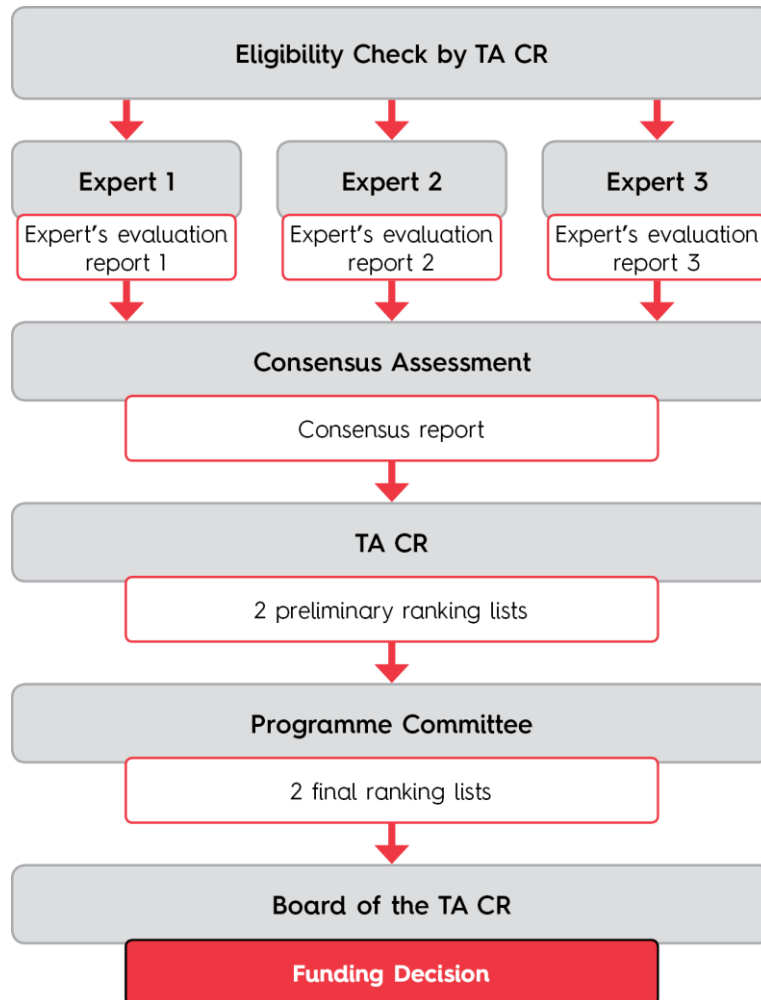 Eligibility Check by TA CR
Expert 1
Expert's evaluation
report 1
Expert 2
Expert's evaluation
report 2
Expert 3
Expert's evaluation
report 3
Consensus Assessment
Consensus report
TA CR
2 preliminary ranking lists
Programme Committee
2 final ranking lists
Board of the TA CR
Funding Decision